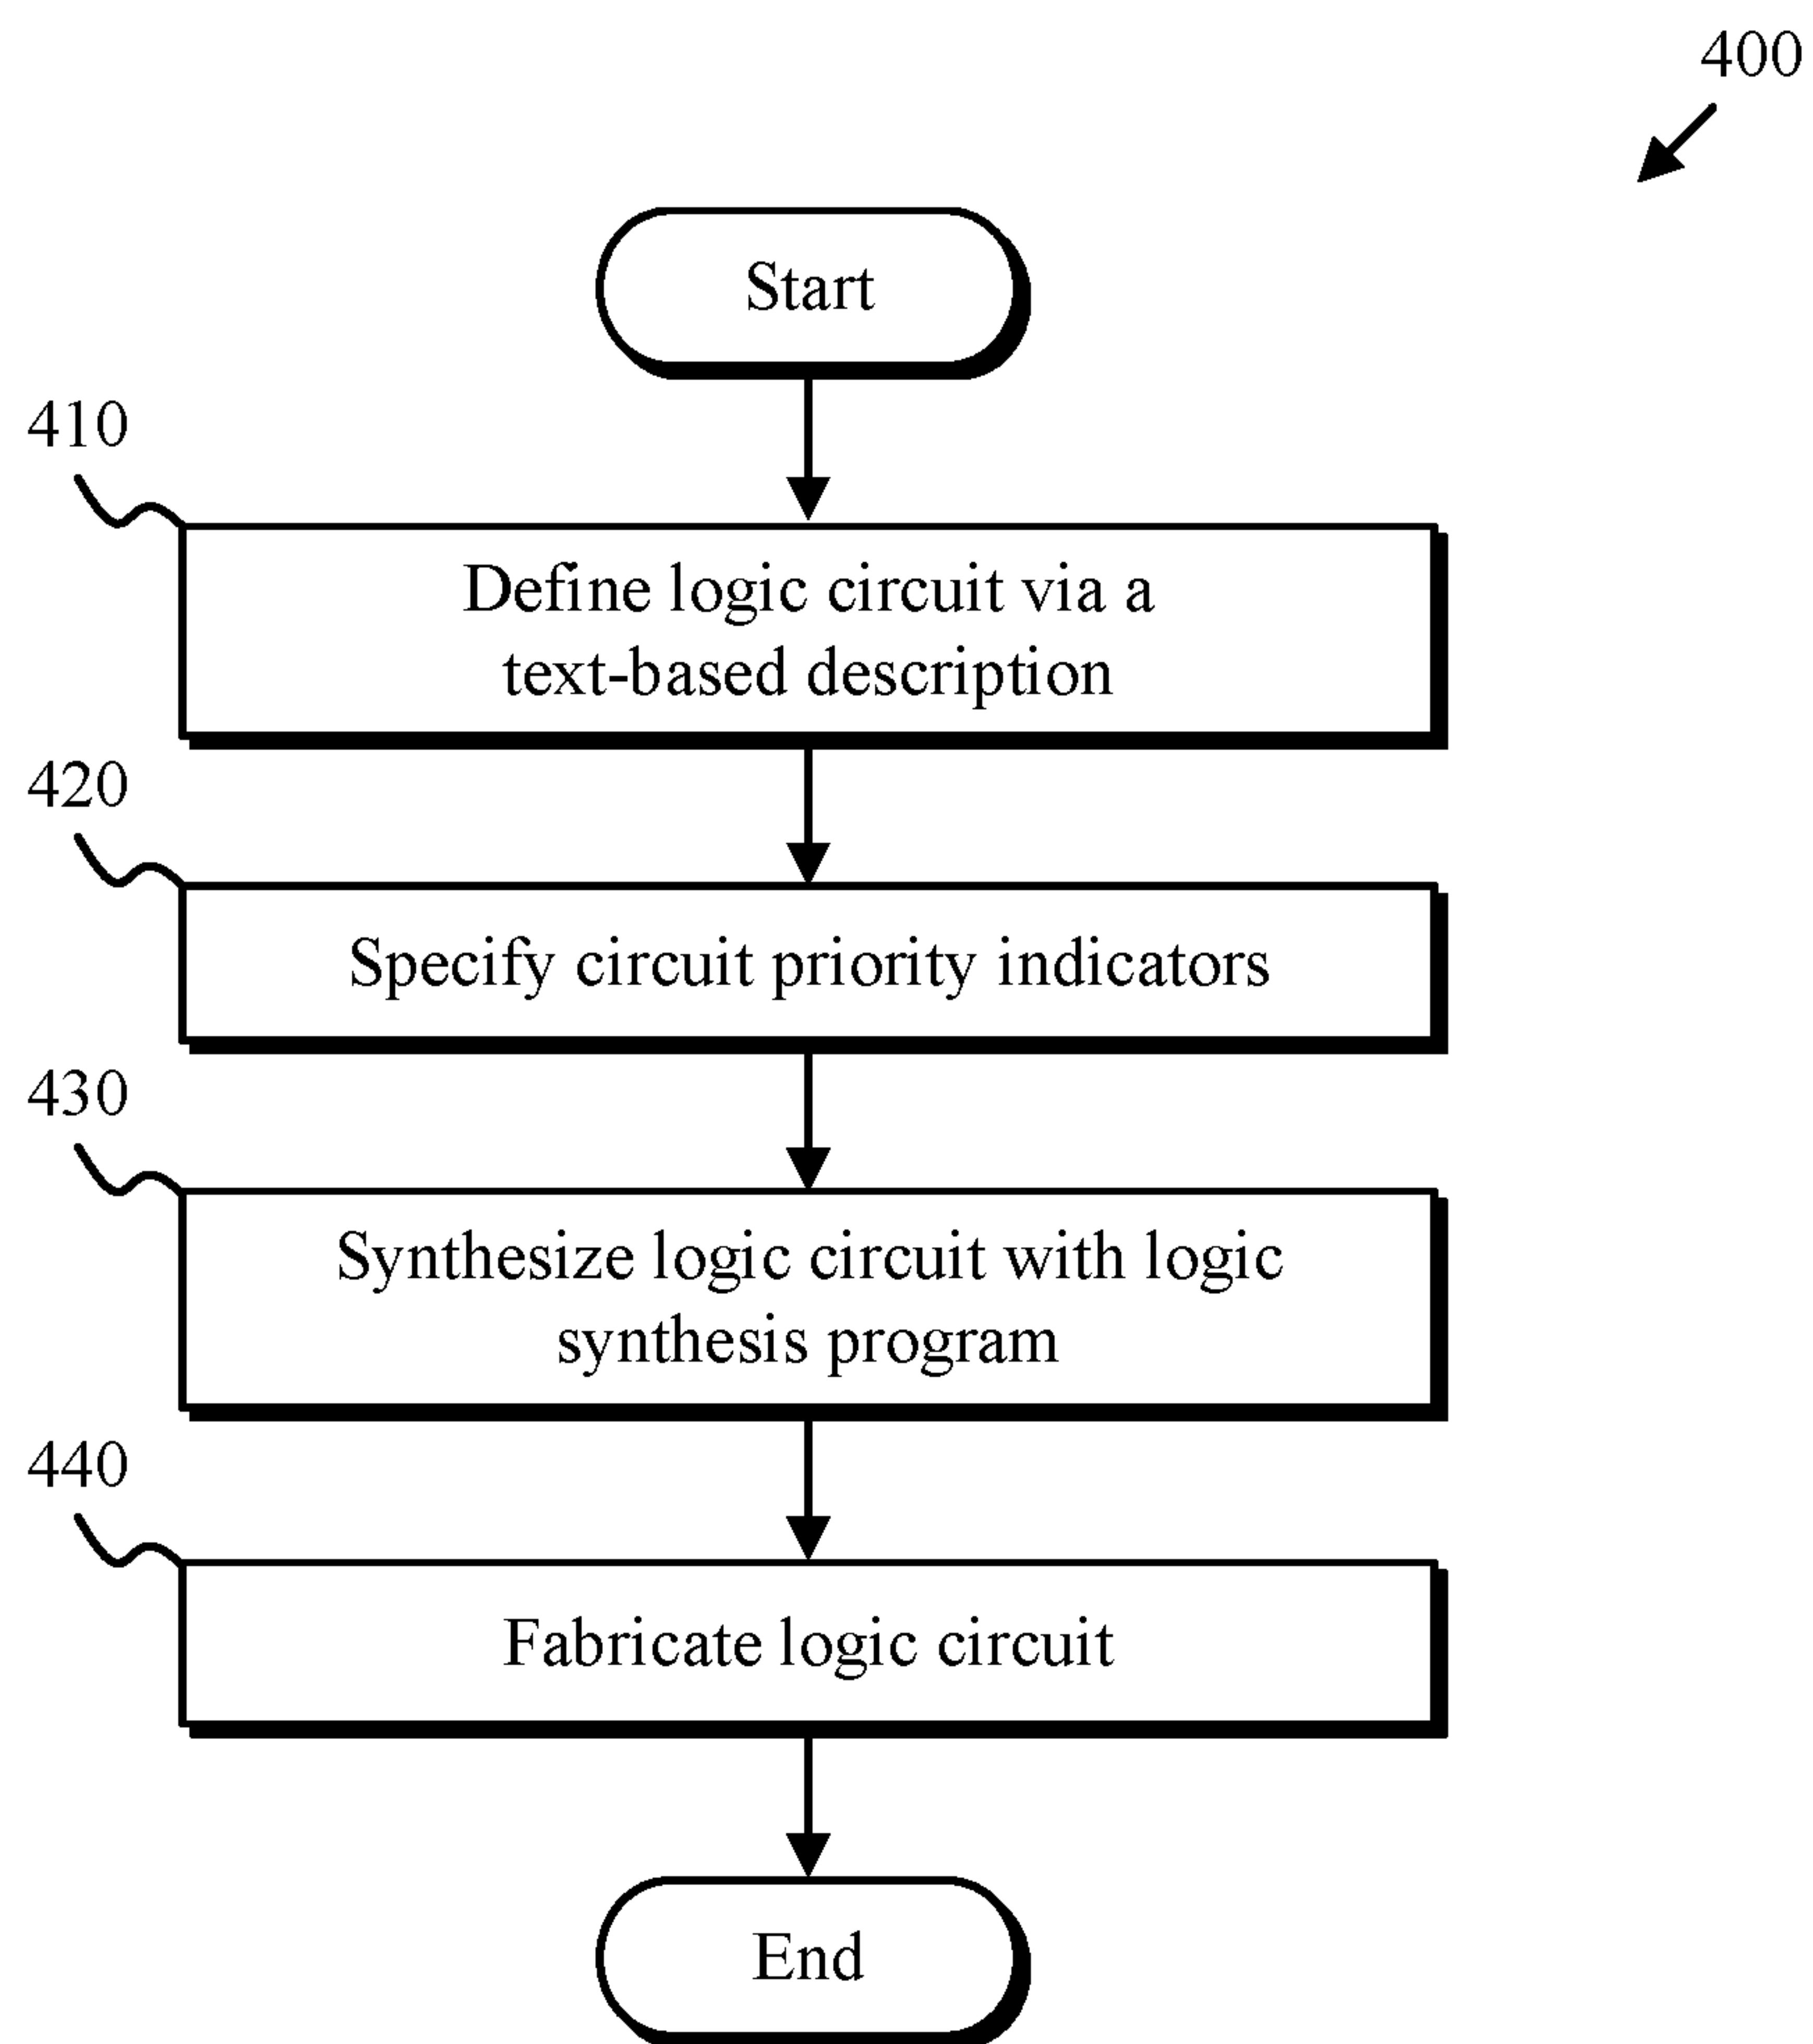 400
Start
410
Define logic circuit via a
text-based description
420
Specify circuit priority indicators
430
Synthesize logic circuit with logic
synthesis program
440
Fabricate logic circuit
End